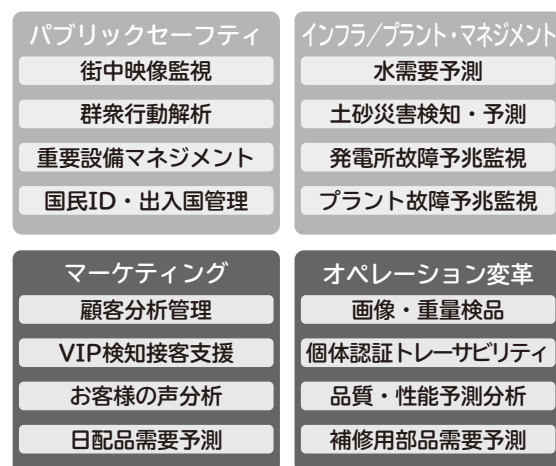 パブリックセーフティ
街中映像監視
群衆行動解析
重要設備マネジメント
国民ID・出入国管理
インフラ/プラント・マネジメント
水需要予測
土砂災害検知・予測
発電所故障予兆監視
プラント故障予兆監視
マーケティング
顧客分析管理
VIP検知接客支援
お客様の声分析
日配品需要予測
オペレーション変革
画像・重量検品
個体認証トレーサビリティ
品質・性能予測分析
補修用部品需要予測